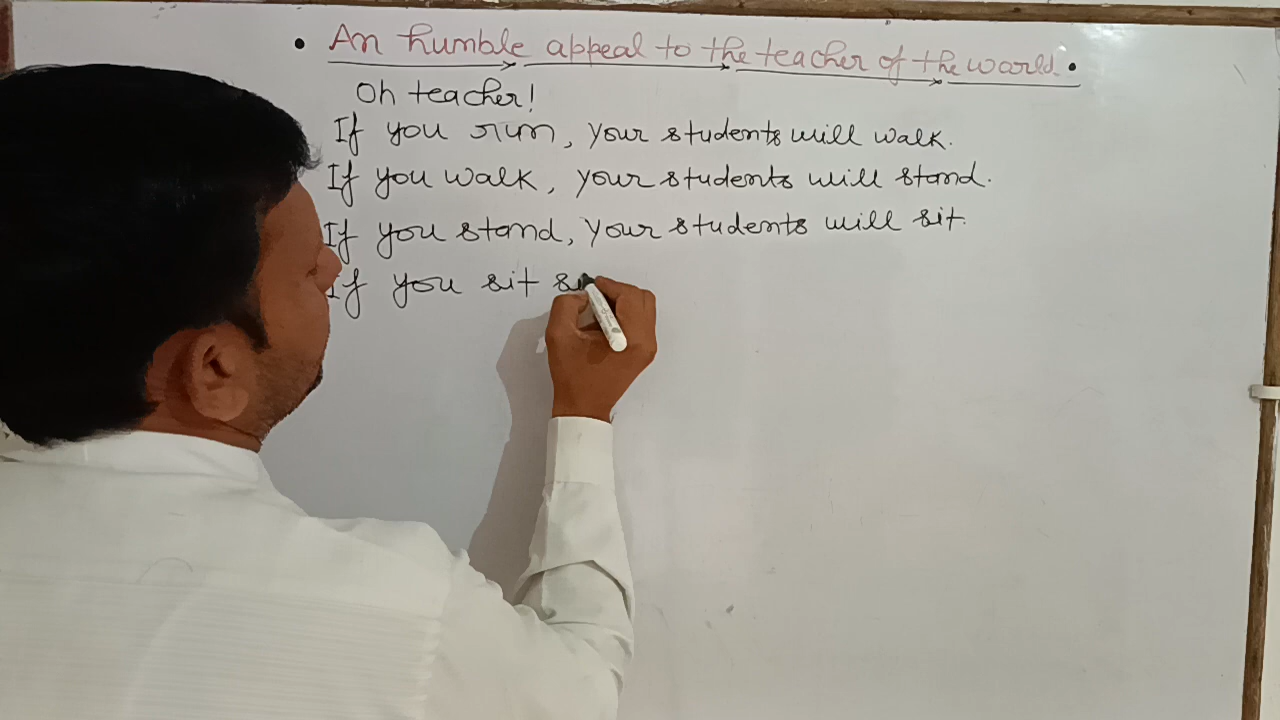 • An humble appeal to the teacher of the world •
Oh teacher!
If you run, your students will walk.
If you walk, your students will stand.
If you stand, your students will sit.
If you sit